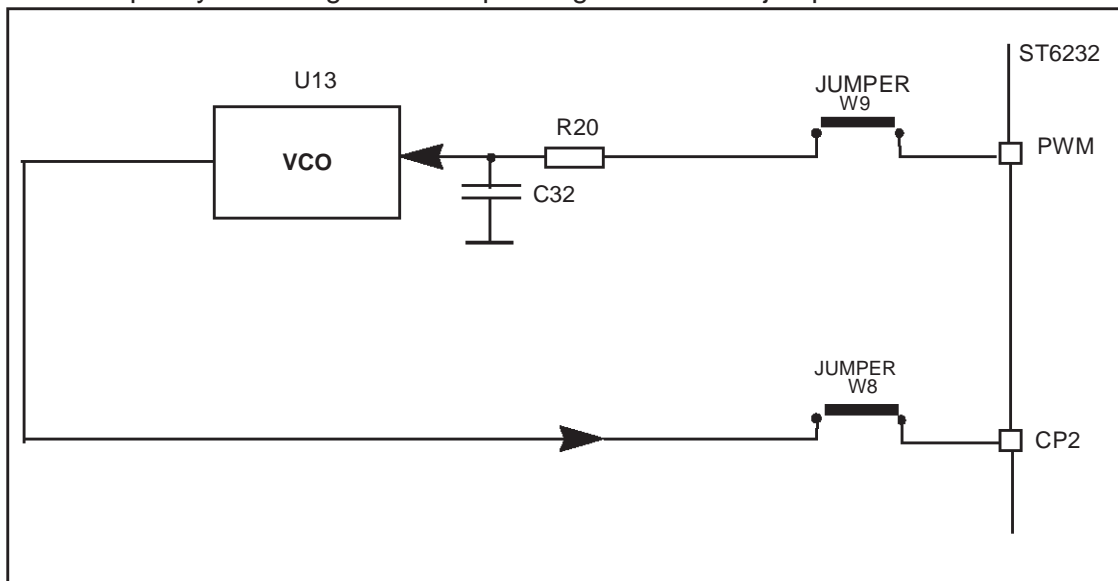 ST6232
U13
JUMPER
W9
R20
PWM
VCO
C32
JUMPER
W8
CP2